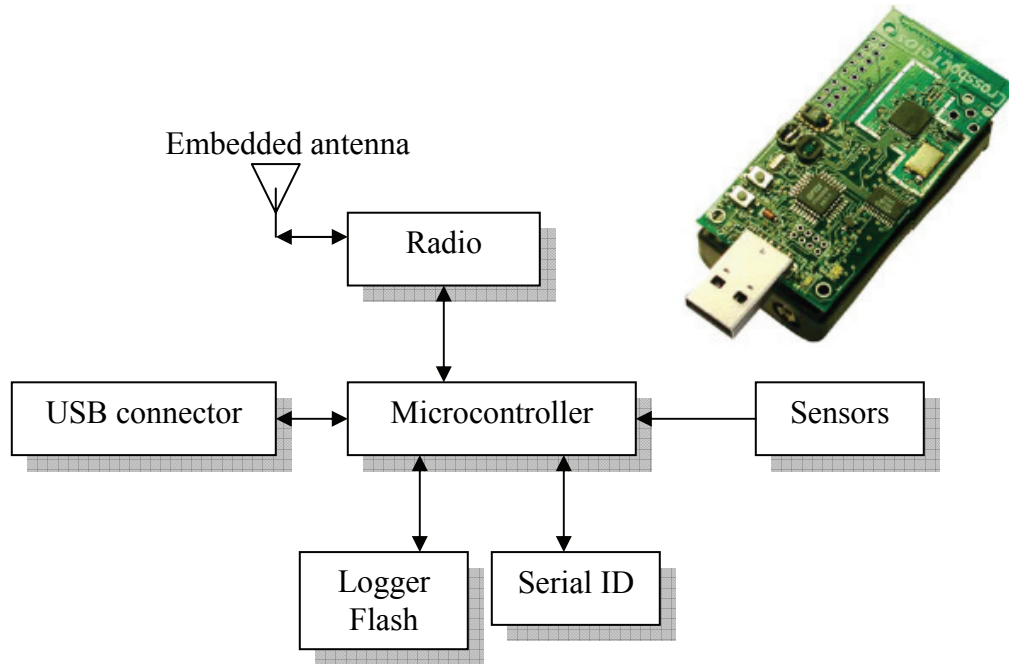 Embedded antenna
Radio
USB connector
Microcontroller
Sensors
Logger
Flash
Serial ID